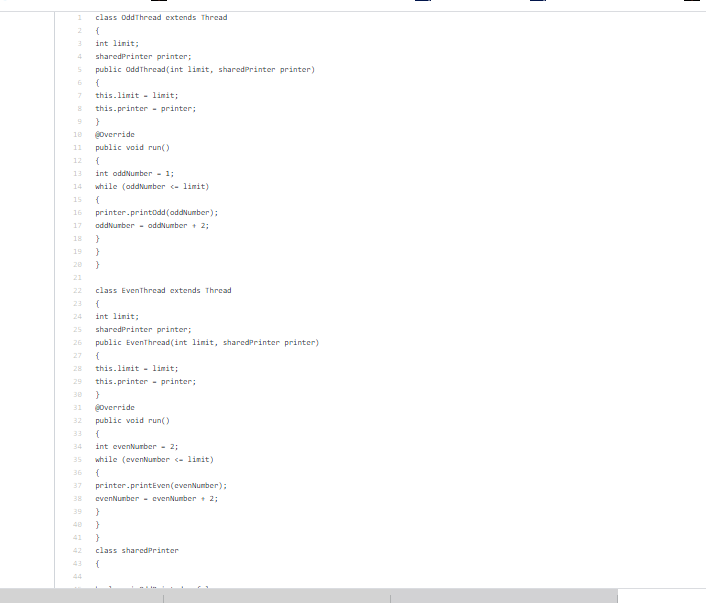 1 class OddThread extends Thread
2 {
3 int limit;
4 sharedPrinter printer;
5 public OddThread(int limit, sharedPrinter printer)
6 {
7 this.limit = limit;
8 this.printer = printer;
9 }
10 @Override
11 public void run()
12 {
13 int oddNumber = 1;
14 while (oddNumber <= limit)
15 {
16 printer.printOdd(oddNumber);
17 oddNumber = oddNumber + 2;
18 }
19 }
20 }
21
22 class EvenThread extends Thread
23 {
24 int limit;
25 sharedPrinter printer;
26 public EvenThread(int limit, sharedPrinter printer)
27 {
28 this.limit = limit;
29 this.printer = printer;
30 }
31 @Override
32 public void run()
33 {
34 int evenNumber = 2;
35 while (evenNumber <= limit)
36 {
37 printer.printEven(evenNumber);
38 evenNumber = evenNumber + 2;
39 }
40 }
41 }
42 class sharedPrinter
43 {
44